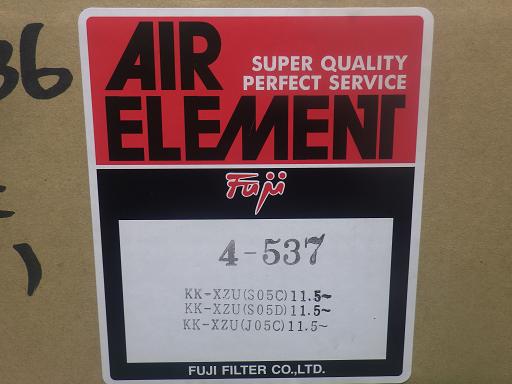 36
AIR
ELEMENT
SUPER QUALITY
PERFECT SERVICE
Fuji
4-537
KK-XZU(S05C)11.5~
KK-XZU(S05D)11.5~
KK-XZU(J05C)11.5~
FUJI FILTER CO.,LTD.
)